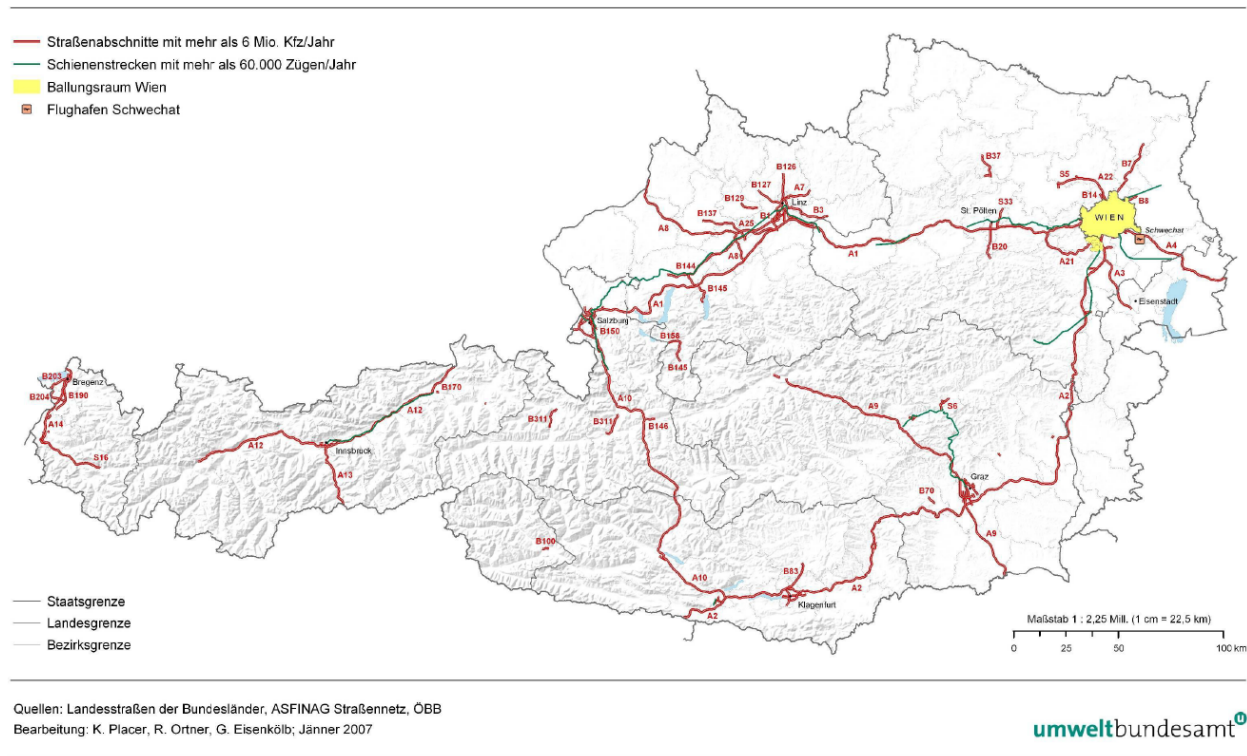 Straßenabschnitte mit mehr als 6 Mio. Kfz/Jahr
Schienenstrecken mit mehr als 60.000 Zügen/Jahr
Ballungsraum Wien
Flughafen Schwechat
B37
B7
S5
A22
B14
B8
WIEN
Schwechat
A4
St. Pölten
S33
B20
A21
A3
Eisenstadt
B126
B127
A7
B129
Linz
B137
B1
B3
A25
A8
A8
A1
B144
B145
A1
Salzburg
B150
B158
B145
A2
B203
Bregenz
B204
B190
A14
S16
B170
A12
A12
Innsbruck
A13
A10
B311
B311
B146
A9
S6
Graz
B70
A9
B100
A10
B83
A2
A2
Klagenfurt
Staatsgrenze
Landesgrenze
Bezirksgrenze
Maßstab 1 : 2,25 Mill. (1 cm = 22,5 km)
0 25 50 100 km
Quellen: Landesstraßen der Bundesländer, ASFINAG Straßennetz, ÖBB
Bearbeitung: K. Placer, R. Ortner, G. Eisenkölb; Jänner 2007
umweltbundesamt